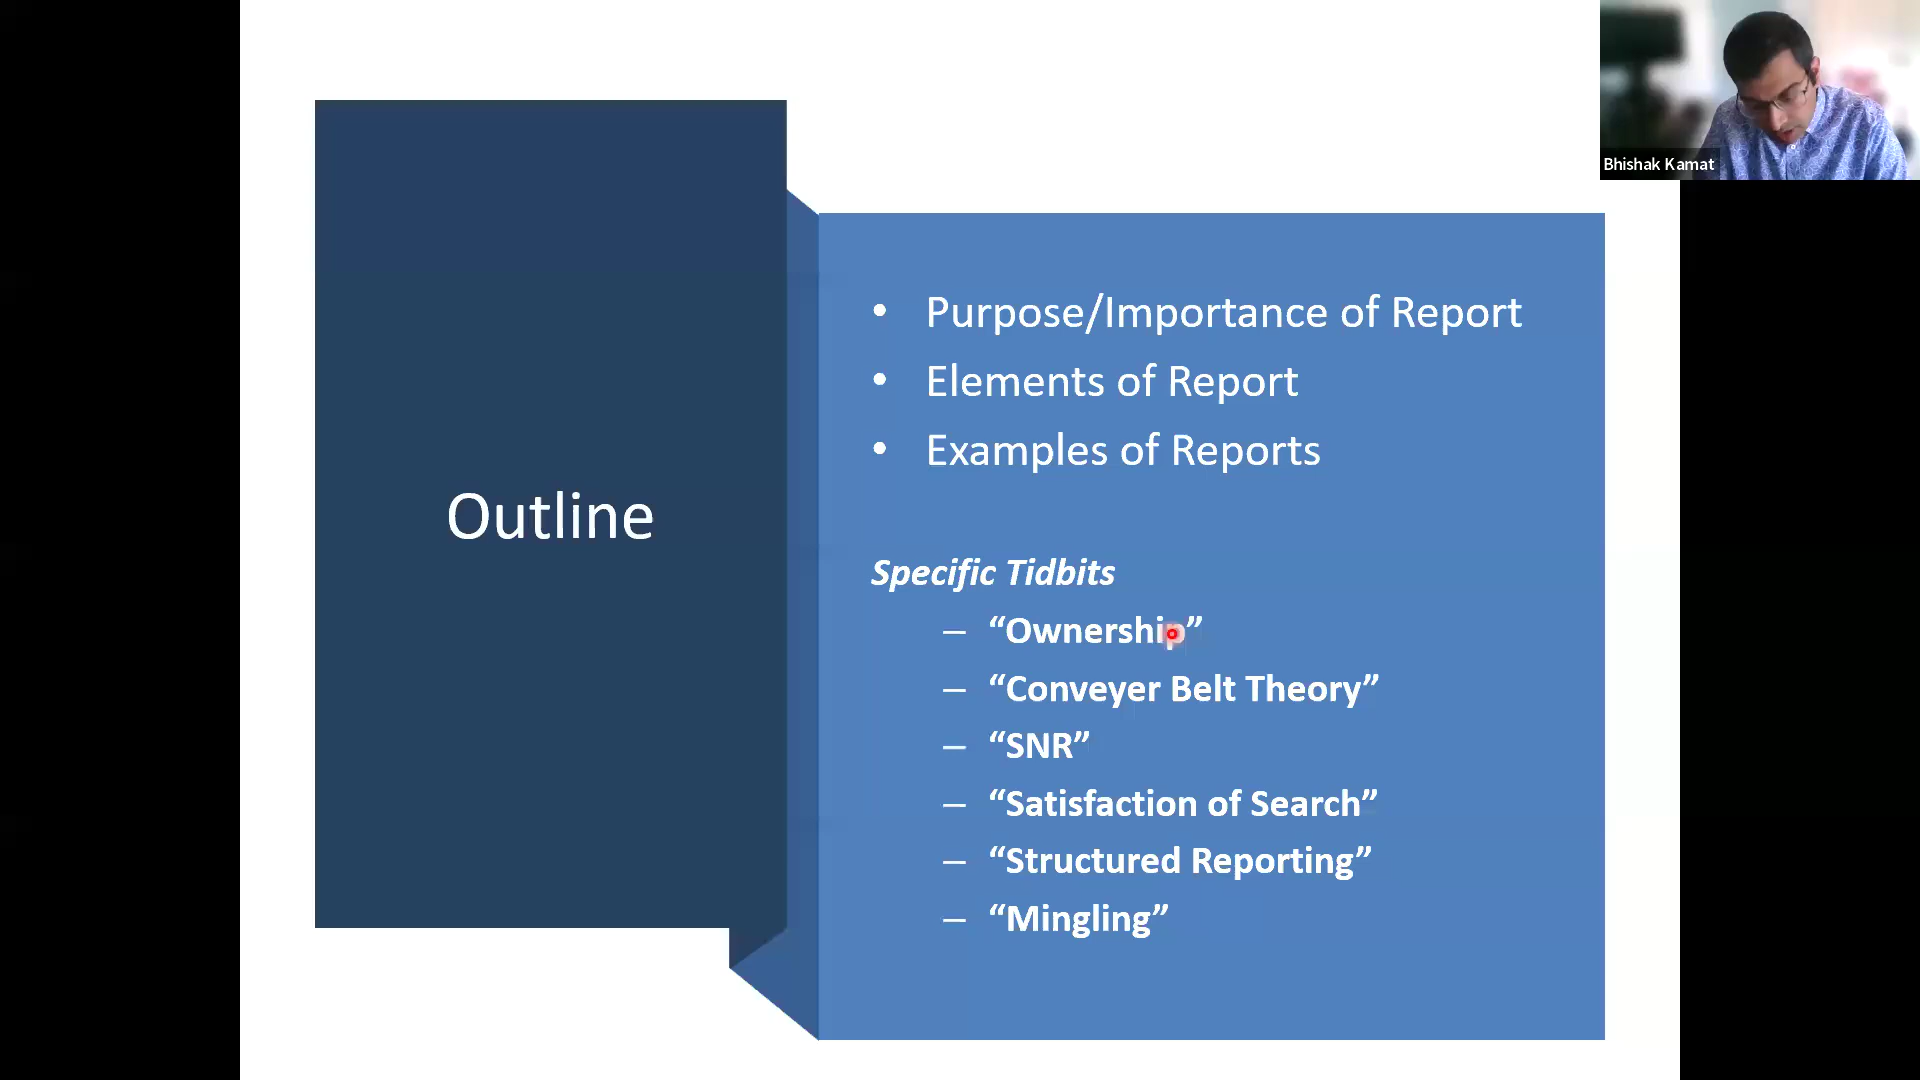 Bhishak Kamat
Outline
• Purpose/Importance of Report
• Elements of Report
• Examples of Reports
Specific Tidbits
– “Ownership”
– “Conveyer Belt Theory”
– “SNR”
– “Satisfaction of Search”
– “Structured Reporting”
– “Mingling”